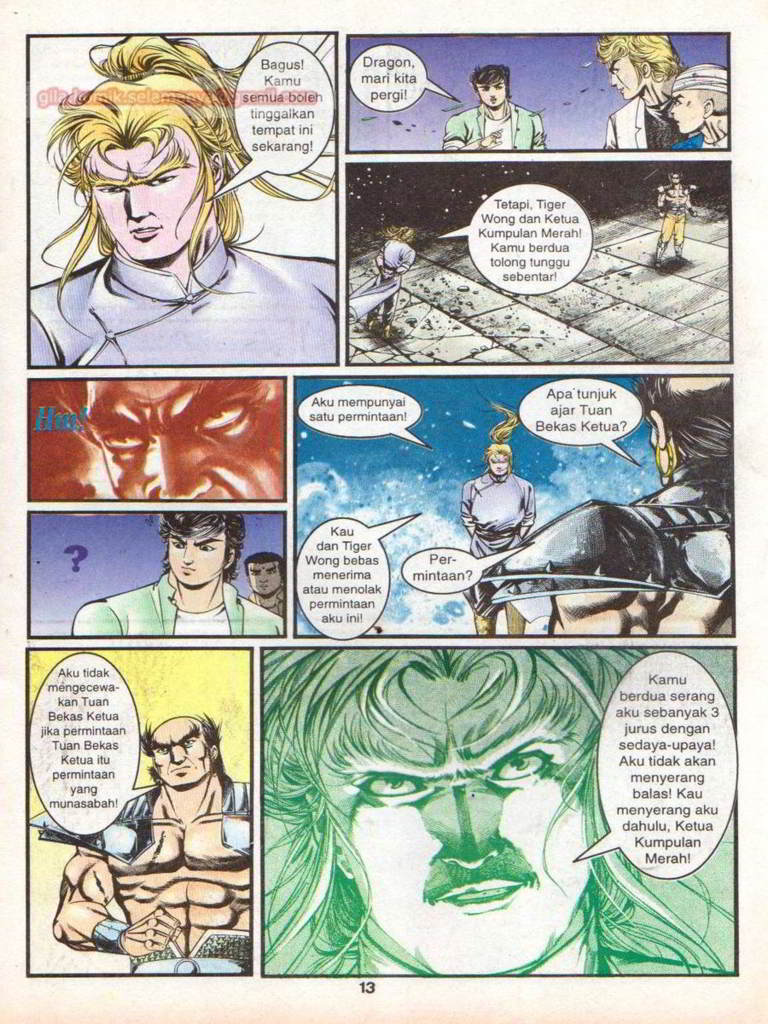 Bagus!
Kamu
semua boleh
tinggalkan
tempat ini
sekarang!
Dragon,
mari kita
pergi!
Tetapi, Tiger
Wong dan Ketua
Kumpulan Merah!
Kamu berdua
tolong tunggu
sebentar!
Hm!
?
Aku mempunyai
satu permintaan!
Apa tunjuk
ajar Tuan
Bekas Ketua?
Kau
dan Tiger
Wong bebas
menerima
atau menolak
permintaan
aku ini!
Per-
mintaan?
Aku tidak
mengecewa-
kan Tuan
Bekas Ketua
jika permintaan
Tuan Bekas
Ketua itu
permintaan
yang
munasabah!
Kamu
berdua serang
aku sebanyak 3
jurus dengan
sedaya-upaya!
Aku tidak akan
menyerang
balas! Kau
menyerang aku
dahulu, Ketua
Kumpulan
Merah!
13